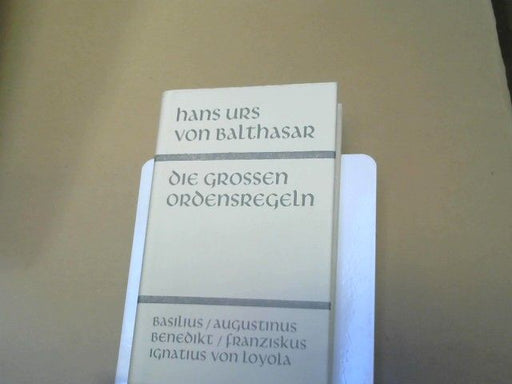 hans urs
von Balthasar
die grossen
ordensregeln
Basilius / augustinus
Benedikt / franziskus
ignatius von loyola